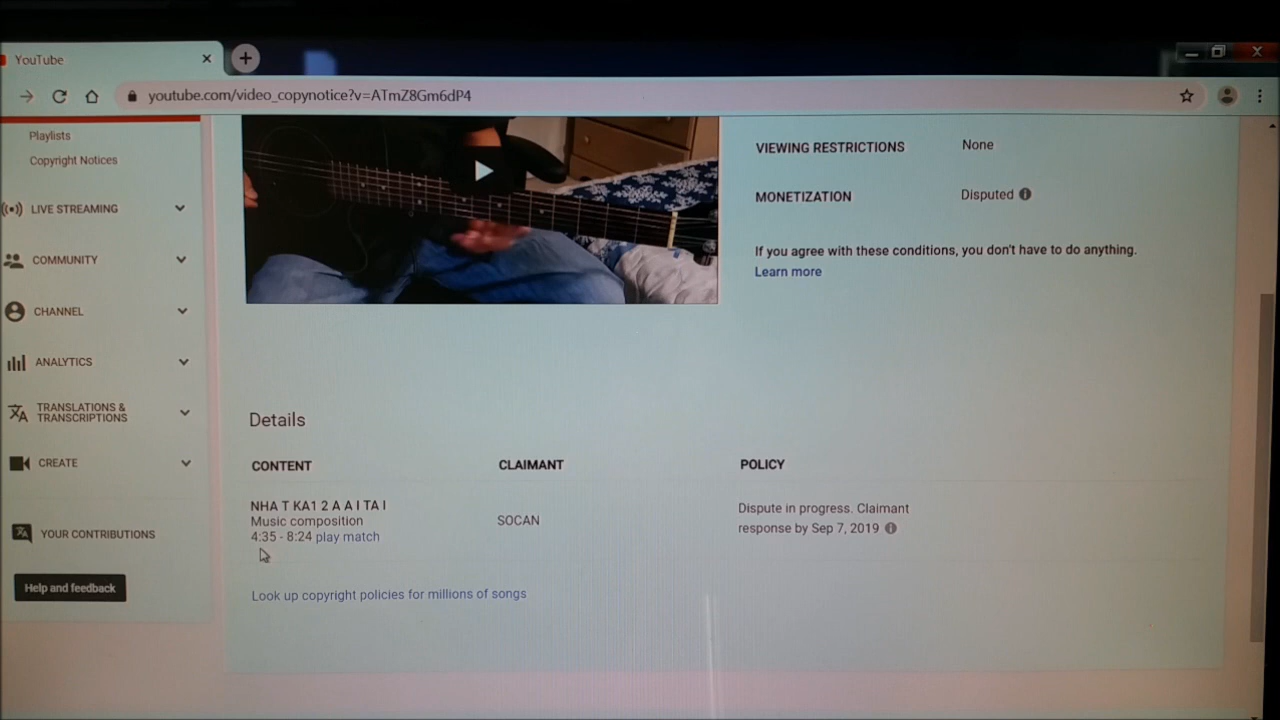 YouTube
youtube.com/video_copynotice?v=ATmZ8Gm6dP4
Playlists
Copyright Notices
LIVE STREAMING
COMMUNITY
CHANNEL
ANALYTICS
TRANSLATIONS &
TRANSCRIPTIONS
CREATE
YOUR CONTRIBUTIONS
Help and feedback
VIEWING RESTRICTIONS None
MONETIZATION Disputed
If you agree with these conditions, you don't have to do anything.
Learn more
Details
CONTENT CLAIMANT POLICY
NHA T KA1 2 A A I TA I
Music composition
4:35 - 8:24 play match
SOCAN
Dispute in progress. Claimant
response by Sep 7, 2019
Look up copyright policies for millions of songs